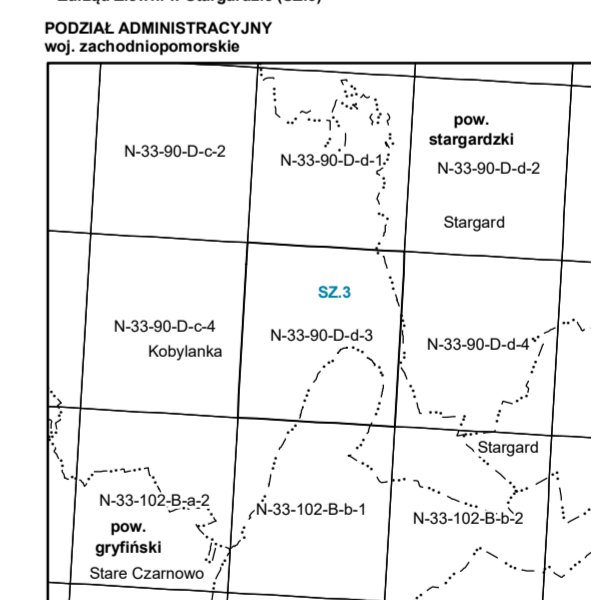 PODZIAŁ ADMINISTRACYJNY
woj. zachodniopomorskie
pow.
stargardzki
N-33-90-D-c-2
N-33-90-D-d-1
N-33-90-D-d-2
Stargard
SZ.3
N-33-90-D-c-4
N-33-90-D-d-3
N-33-90-D-d-4
Kobylanka
Stargard
N-33-102-B-a-2
N-33-102-B-b-1
N-33-102-B-b-2
pow.
gryfiński
Stare Czarnowo